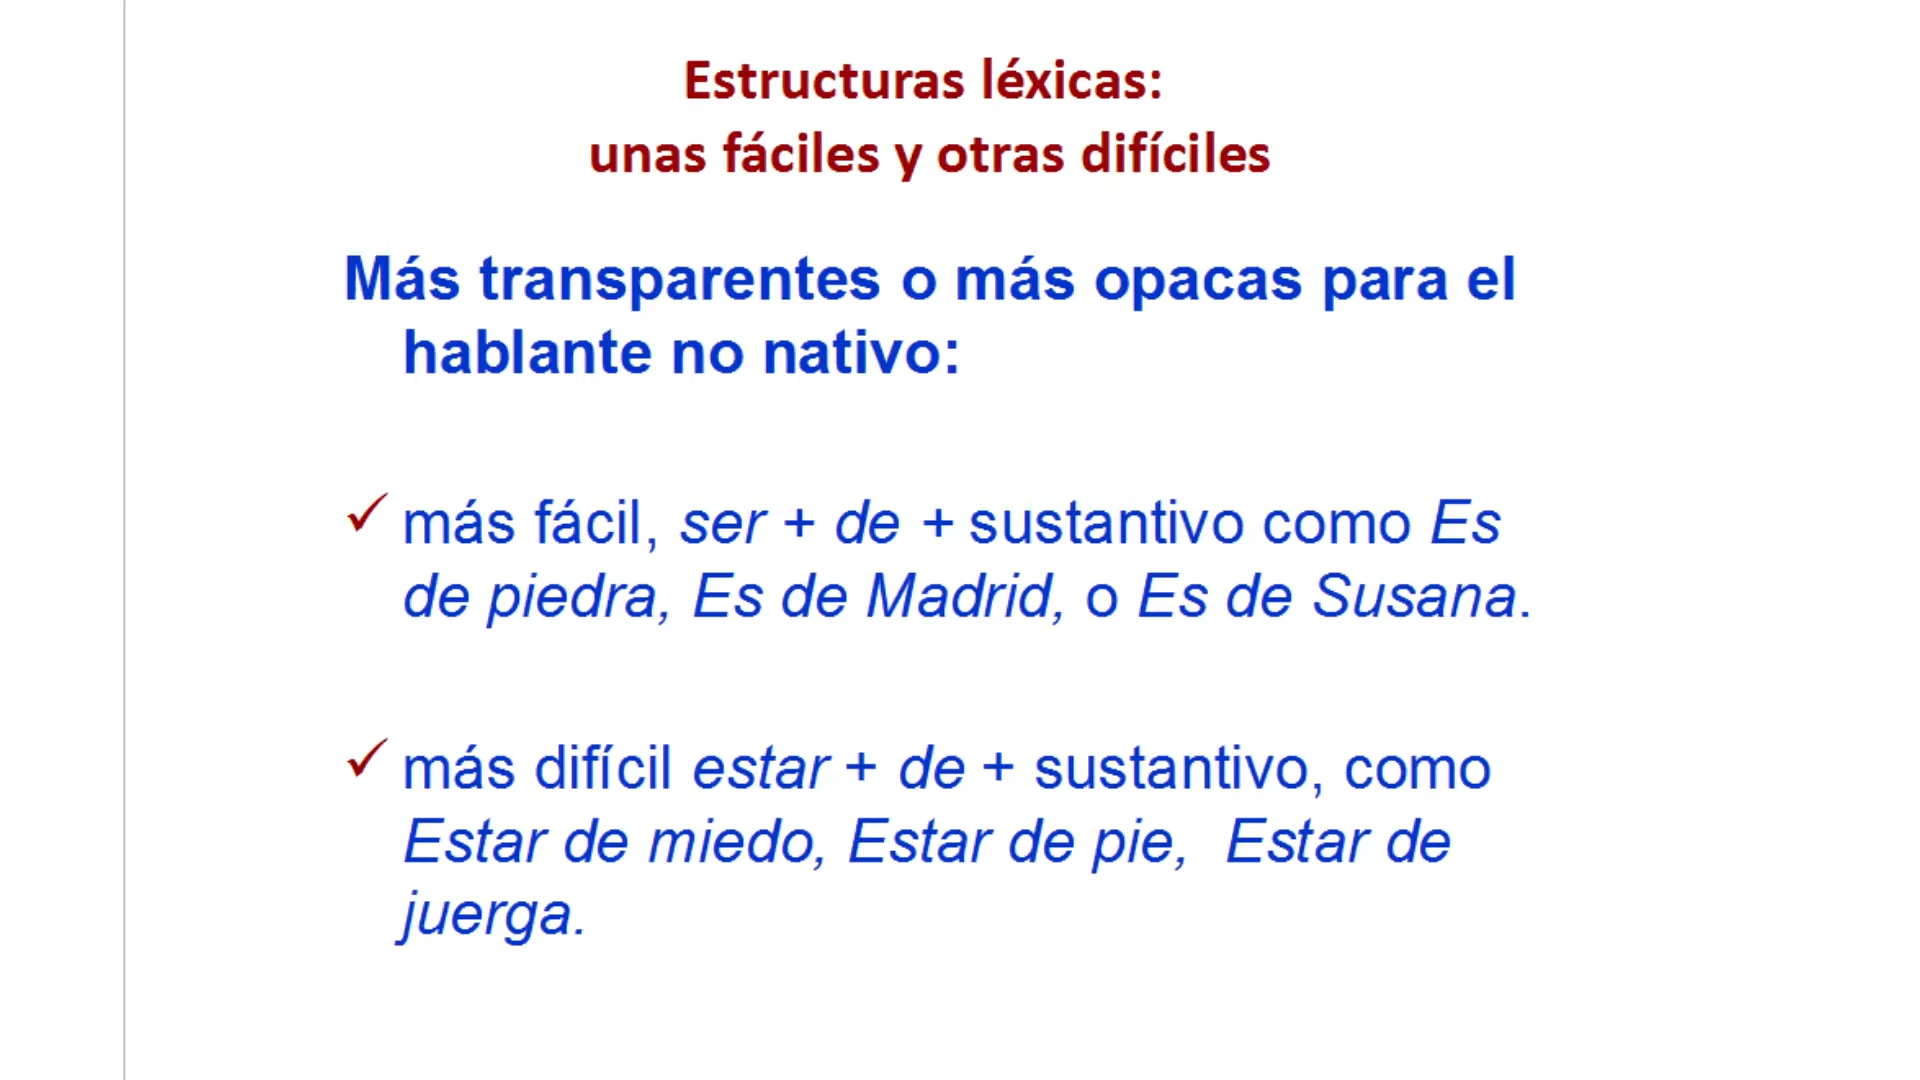 Estructuras léxicas:
unas fáciles y otras difíciles
Más transparentes o más opacas para el
hablante no nativo:
✓ más fácil, ser + de + sustantivo como Es
de piedra, Es de Madrid, o Es de Susana.
✓ más difícil estar + de + sustantivo, como
Estar de miedo, Estar de pie,  Estar de
juerga.